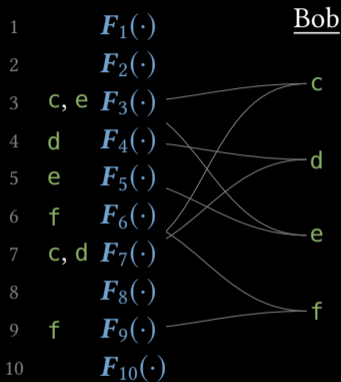 Bob
1 F₁(·)
2 F₂(·)
3 c, e F₃(·)
c
4 d F₄(·)
d
5 e F₅(·)
6 f F₆(·)
e
7 c, d F₇(·)
8 F₈(·)
f
9 f F₉(·)
10 F₁₀(·)